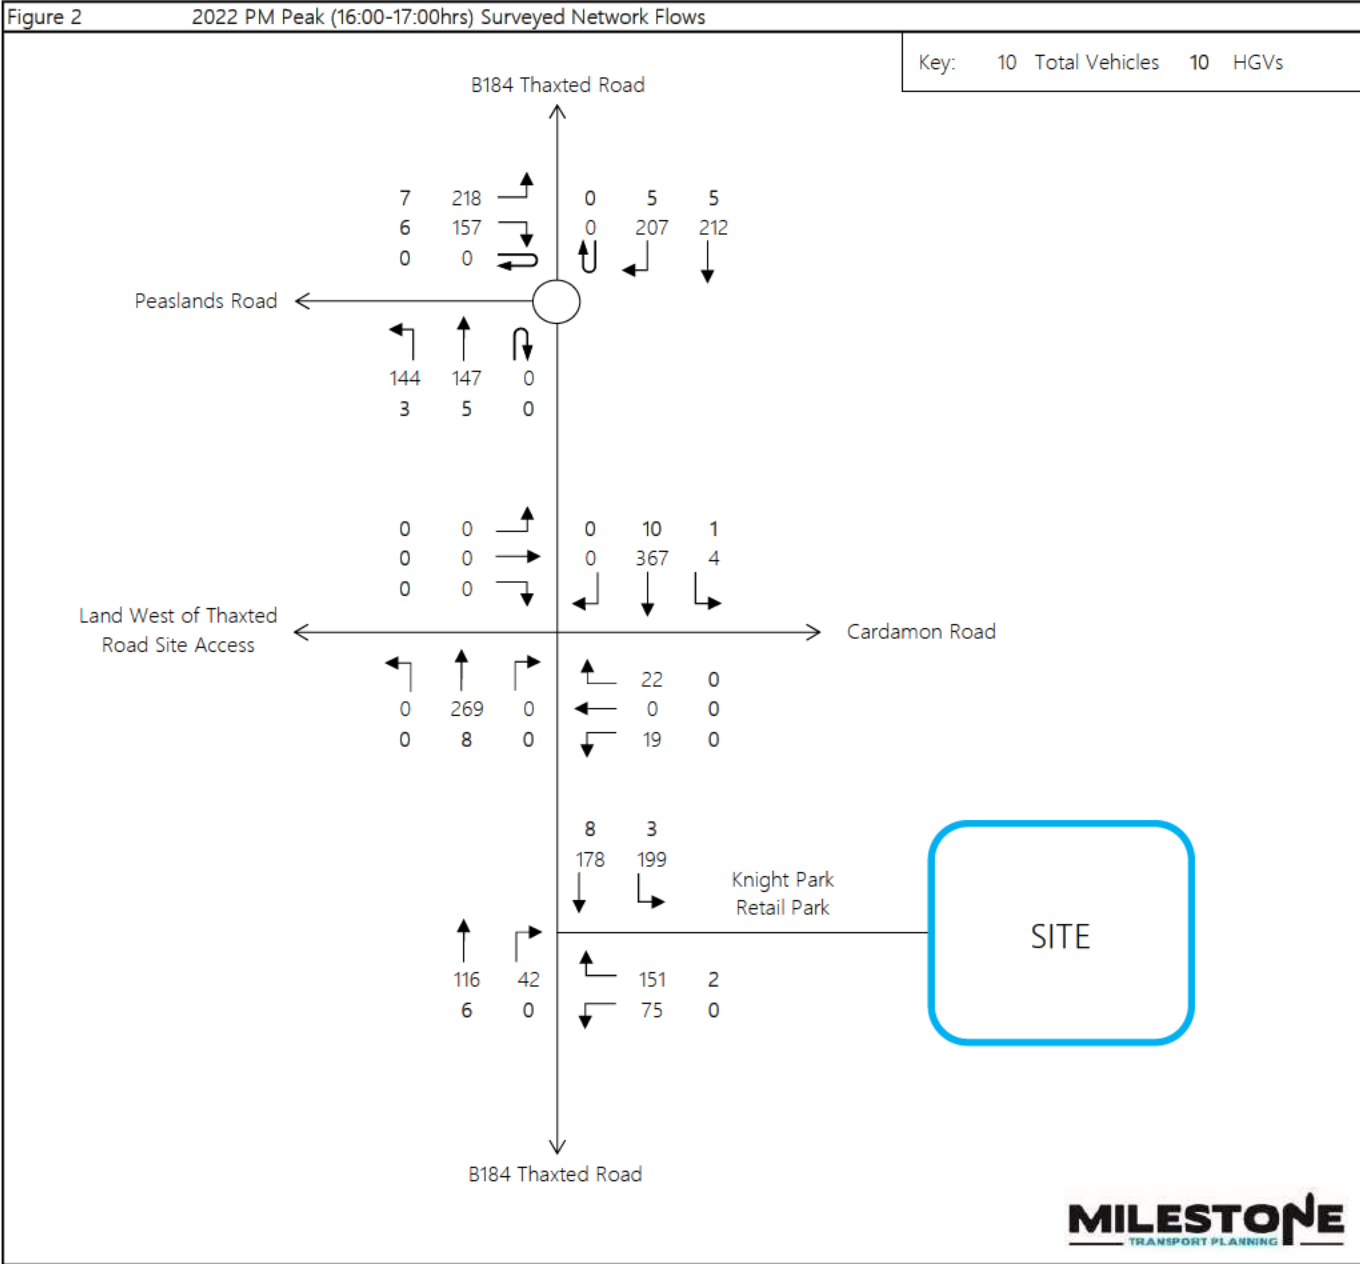 Figure 2 2022 PM Peak (16:00-17:00hrs) Surveyed Network Flows
Key: 10 Total Vehicles 10 HGVs
B184 Thaxted Road
7 218 0 5 5
6 157 0 207 212
0 0
Peaslands Road
144 147 0
3 5 0
0 0 0 10 1
0 0 0 367 4
0 0
Land West of Thaxted
Road Site Access
Cardamon Road
22 0
0 269 0 0 0
0 8 0 19 0
8 3
178 199
Knight Park
Retail Park
SITE
116 42 151 2
6 0 75 0
B184 Thaxted Road
MILESTONE
TRANSPORT PLANNING